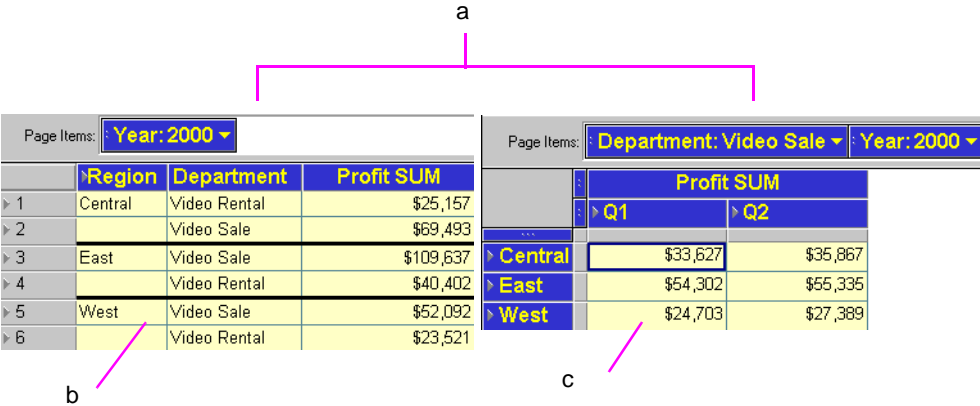 a
Page Items: Year: 2000
Region Department Profit SUM
1 Central Video Rental $25,157
2 Video Sale $69,493
3 East Video Sale $109,637
4 Video Rental $40,402
5 West Video Sale $52,092
6 Video Rental $23,521
b
Page Items: Department: Video Sale Year: 2000
Profit SUM
Q1 Q2
Central $33,627 $35,867
East $54,302 $55,335
West $24,703 $27,389
c